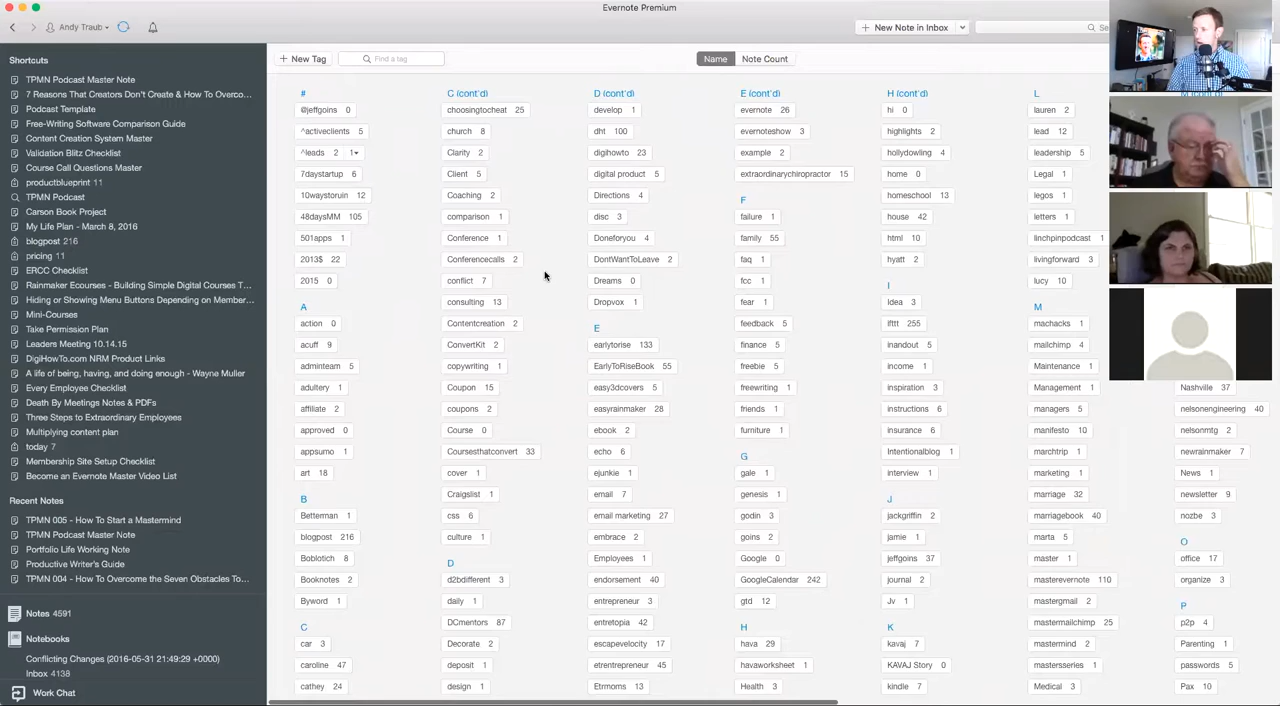 Evernote Premium
Andy Traub
+ New Note in Inbox
+ New Tag
Find a tag
Name
Note Count
Shortcuts
TPMN Podcast Master Note
7 Reasons That Creators Don't Create & How To Overco...
Podcast Template
Free-Writing Software Comparison Guide
Content Creation System Master
Validation Blitz Checklist
Course Call Questions Master
productblueprint 11
TPMN Podcast
Carson Book Project
My Life Plan - March 8, 2016
blogpost 216
pricing 11
ERCC Checklist
Rainmaker Ecourses - Building Simple Digital Courses T...
Hiding or Showing Menu Buttons Depending on Member...
Mini-Courses
Take Permission Plan
Leaders Meeting 10.14.15
DigiHowTo.com NRM Product Links
A life of being, having, and doing enough - Wayne Muller
Every Employee Checklist
Death By Meetings Notes & PDFs
Three Steps to Extraordinary Employees
Multiplying content plan
today 7
Membership Site Setup Checklist
Become an Evernote Master Video List
Recent Notes
TPMN 005 - How To Start a Mastermind
TPMN Podcast Master Note
Portfolio Life Working Note
Productive Writer's Guide
TPMN 004 - How To Overcome the Seven Obstacles To...
Notes 4591
Notebooks
Conflicting Changes (2016-05-31 21:49:29 +0000)
Inbox 4138
Work Chat
#
@jeffgoins 0
^activeclients 5
^leads 2 1
7daystartup 6
10waystoruin 12
48daysMM 105
501apps 1
2013$ 22
2015 0
A
action 0
acuff 9
adminteam 5
adultery 1
affiliate 2
approved 0
appsumo 1
art 18
B
Betterman 1
blogpost 216
Boblotich 8
Booknotes 2
Byword 1
C
car 3
caroline 47
cathey 24
C (cont'd)
choosingtocheat 25
church 8
Clarity 2
Client 5
Coaching 2
comparison 1
Conference 1
Conferencecalls 2
conflict 7
consulting 13
Contentcreation 2
ConvertKit 2
copywriting 1
Coupon 15
coupons 2
Course 0
Coursesthatconvert 33
cover 1
Craigslist 1
css 6
culture 1
D
d2bdifferent 3
daily 1
DCmentors 87
Decorate 2
deposit 1
design 1
D (cont'd)
develop 1
dht 100
digihowto 23
digital product 5
Directions 4
disc 3
Doneforyou 4
DontWantToLeave 2
Dreams 0
Dropvox 1
E
earlytorise 133
EarlyToRiseBook 55
easy3dcovers 5
easyrainmaker 28
ebook 2
echo 6
ejunkie 1
email 7
email marketing 27
embrace 2
Employees 1
endorsement 40
entrepreneur 3
entretopia 42
escapevelocity 17
etrentrepreneur 45
Etrmoms 13
E (cont'd)
evernote 26
evernoteshow 3
example 2
extraordinarychiropractor 15
F
failure 1
family 55
faq 1
fcc 1
fear 1
feedback 5
finance 5
freebie 5
freewriting 1
friends 1
furniture 1
G
gale 1
genesis 1
godin 3
goins 2
Google 0
GoogleCalendar 242
gtd 12
H
hava 29
havaworksheet 1
Health 3
H (cont'd)
hi 0
highlights 2
hollydowling 4
home 0
homeschool 13
house 42
html 10
hyatt 2
I
Idea 3
ifttt 255
inandout 5
income 1
inspiration 3
instructions 6
insurance 6
Intentionalblog 1
interview 1
J
jackgriffin 2
jamie 1
jeffgoins 37
journal 2
Jv 1
K
kavaj 7
KAVAJ Story 0
kindle 7
L
lauren 2
lead 12
leadership 5
Legal 1
legos 1
letters 1
linchpinpodcast 1
livingforward 3
lucy 10
M
machacks 1
mailchimp 4
Maintenance 1
Management 1
managers 5
manifesto 10
marchtrip 1
marketing 1
marriage 32
marriagebook 40
marta 5
master 1
masterevernote 110
mastergmail 2
mastermailchimp 25
mastermind 2
mastersseries 1
Medical 3
Nashville 37
nelsonengineering 40
nelsonmtg 2
newrainmaker 7
News 1
newsletter 9
nozbe 3
O
office 17
organize 3
P
p2p 4
Parenting 1
passwords 5
Pax 10